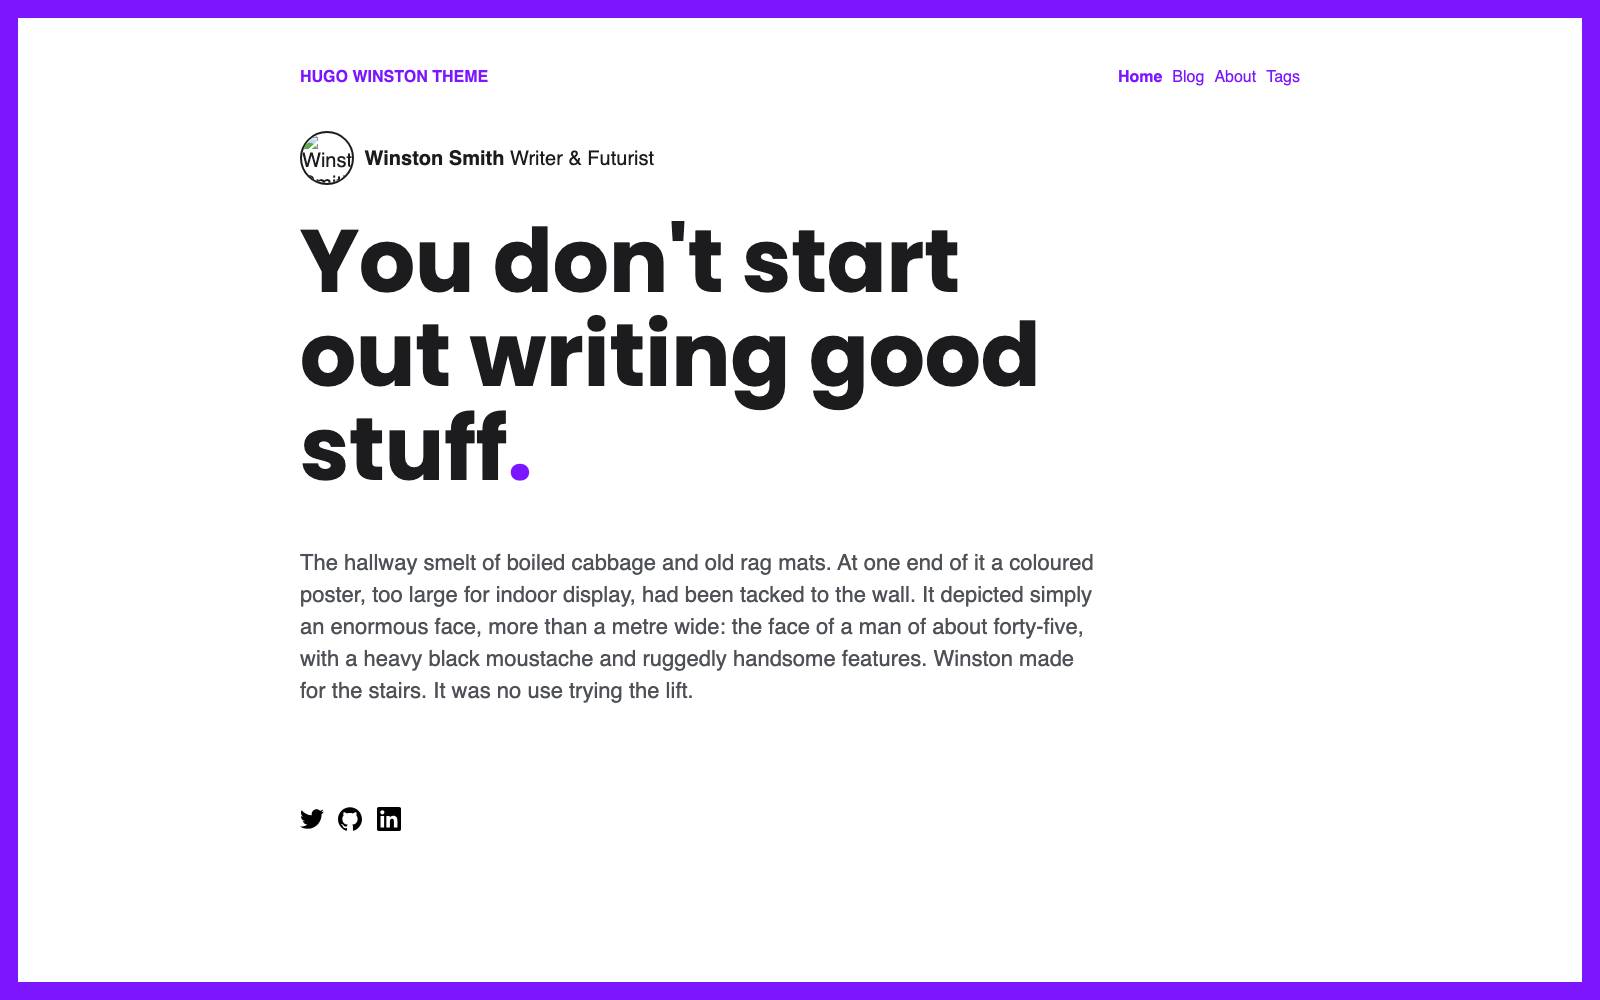 HUGO WINSTON THEME
Home Blog About Tags
Winst
Winston Smith Writer & Futurist
You don't start
out writing good
stuff.
The hallway smelt of boiled cabbage and old rag mats. At one end of it a coloured
poster, too large for indoor display, had been tacked to the wall. It depicted simply
an enormous face, more than a metre wide: the face of a man of about forty-five,
with a heavy black moustache and ruggedly handsome features. Winston made
for the stairs. It was no use trying the lift.
in